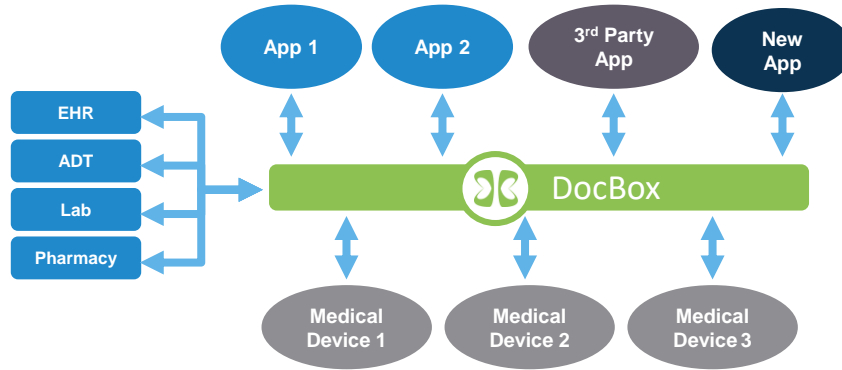 App 1
App 2
3rd Party
App
New
App
EHR
ADT
Lab
Pharmacy
DocBox
Medical
Device 1
Medical
Device 2
Medical
Device 3